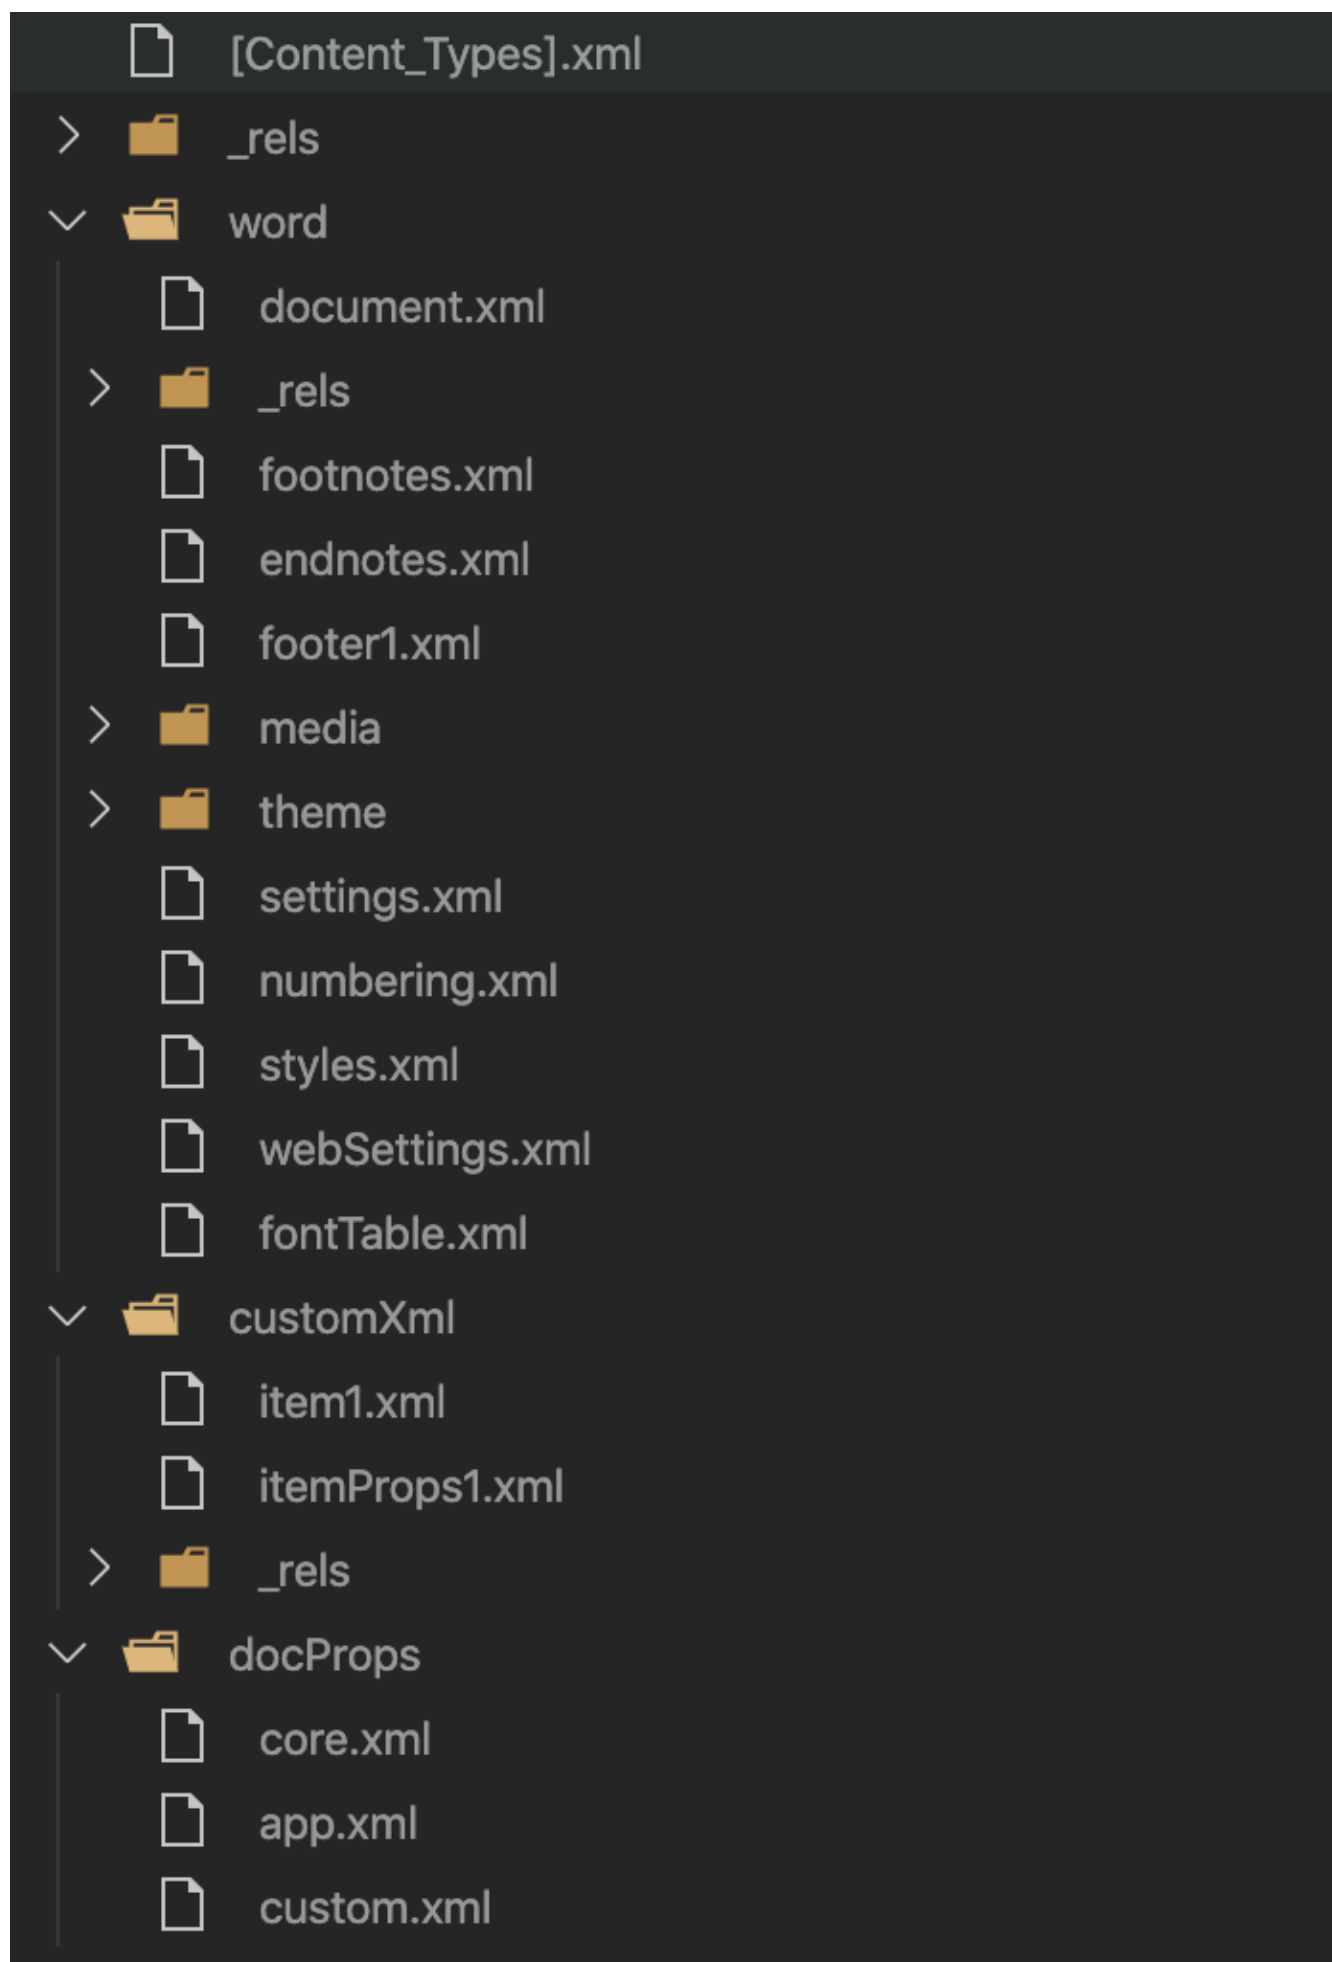 [Content_Types].xml
_rels
word
document.xml
_rels
footnotes.xml
endnotes.xml
footer1.xml
media
theme
settings.xml
numbering.xml
styles.xml
webSettings.xml
fontTable.xml
customXml
item1.xml
itemProps1.xml
_rels
docProps
core.xml
app.xml
custom.xml